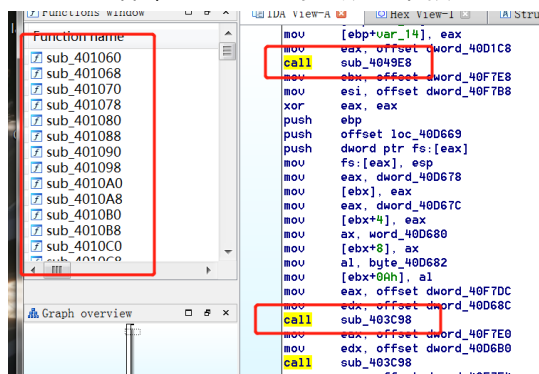 Functions window
IDA View-A
Hex View-1
Stru
Function name
sub_401060
sub_401068
sub_401070
sub_401078
sub_401080
sub_401088
sub_401090
sub_401098
sub_4010A0
sub_4010A8
sub_4010B0
sub_4010B8
sub_4010C0
sub_4010C8
Graph overview
mov [ebp+var_14], eax
mov eax, offset dword_40D1C8
call sub_4049E8
mov ebx, offset dword_40F7E8
mov esi, offset dword_40F7B8
xor eax, eax
push ebp
push offset loc_40D669
push dword ptr fs:[eax]
mov fs:[eax], esp
mov eax, dword_40D678
mov [ebx], eax
mov eax, dword_40D67C
mov [ebx+4], eax
mov ax, word_40D680
mov [ebx+8], ax
mov al, byte_40D682
mov [ebx+0Ah], al
mov eax, offset dword_40F7DC
mov edx, offset dword_40D68C
call sub_403C98
mov eax, offset dword_40F7E0
mov edx, offset dword_40D6B0
call sub_403C98